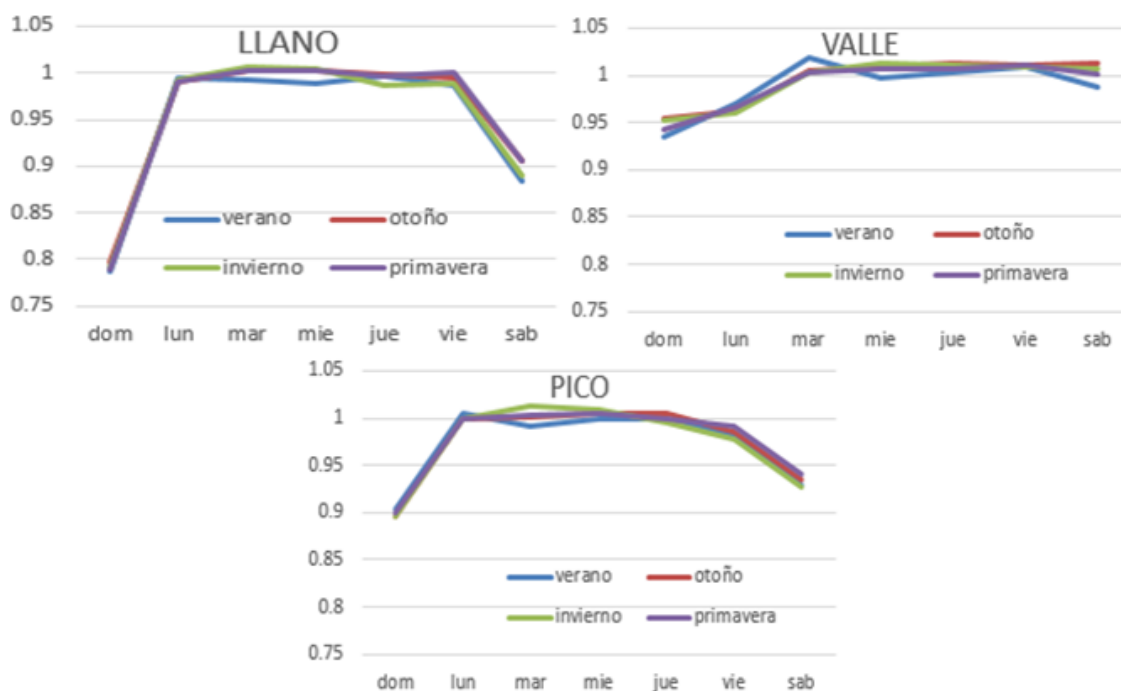 LLANO
1.05
1
0.95
0.9
0.85
0.8
0.75
verano
otoño
invierno
primavera
dom lun mar mie jue vie sab
VALLE
1.05
1
0.95
0.9
0.85
0.8
0.75
verano
otoño
invierno
primavera
dom lun mar mie jue vie sab
PICO
1.05
1
0.95
0.9
0.85
0.8
0.75
verano
otoño
invierno
primavera
dom lun mar mie jue vie sab